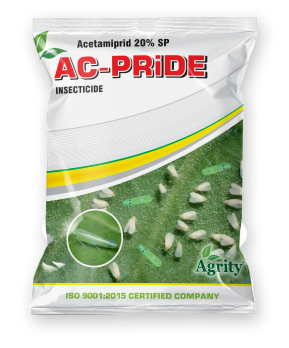 Acetamiprid 20% SP
AC-PRiDE
INSECTICIDE
Agrity
ISO 9001:2015 CERTIFIED COMPANY